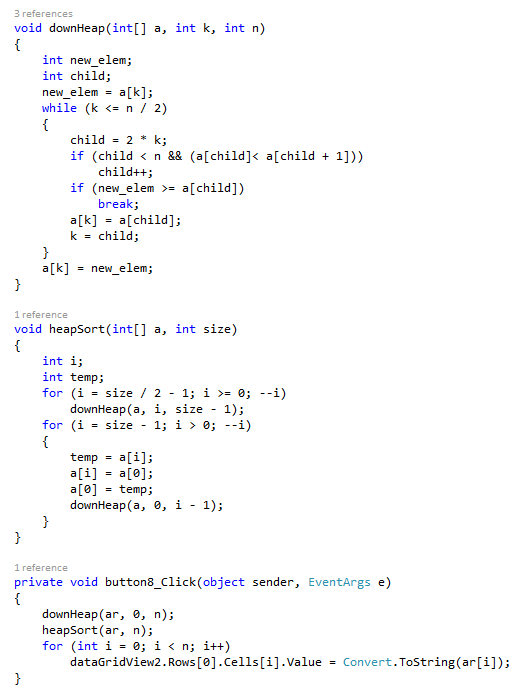 3 references
void downHeap(int[] a, int k, int n)
{
    int new_elem;
    int child;
    new_elem = a[k];
    while (k <= n / 2)
    {
        child = 2 * k;
        if (child < n && (a[child]< a[child + 1]))
            child++;
        if (new_elem >= a[child])
            break;
        a[k] = a[child];
        k = child;
    }
    a[k] = new_elem;
}
1 reference
void heapSort(int[] a, int size)
{
    int i;
    int temp;
    for (i = size / 2 - 1; i >= 0; --i)
        downHeap(a, i, size - 1);
    for (i = size - 1; i > 0; --i)
    {
        temp = a[i];
        a[i] = a[0];
        a[0] = temp;
        downHeap(a, 0, i - 1);
    }
}
1 reference
private void button8_Click(object sender, EventArgs e)
{
    downHeap(ar, 0, n);
    heapSort(ar, n);
    for (int i = 0; i < n; i++)
        dataGridView2.Rows[0].Cells[i].Value = Convert.ToString(ar[i]);
}